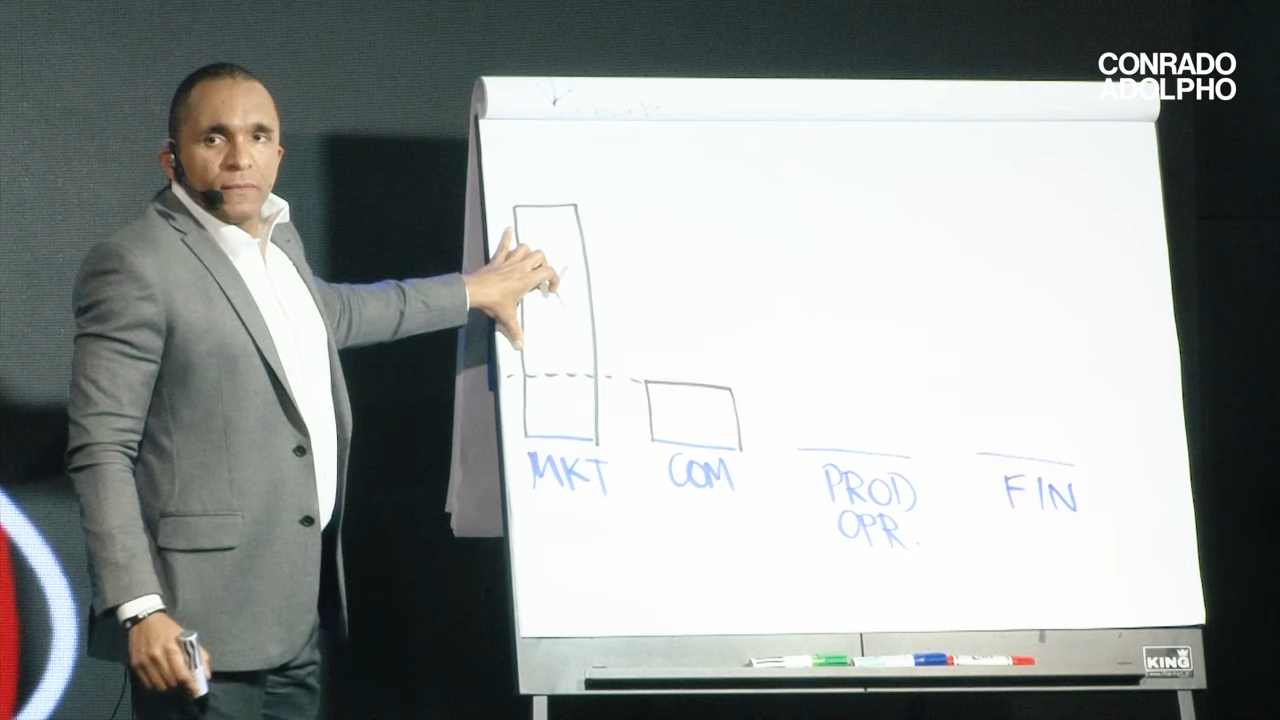 CONRADO
ADOLPHO
MKT COM PROD FIN
OPR.
KING